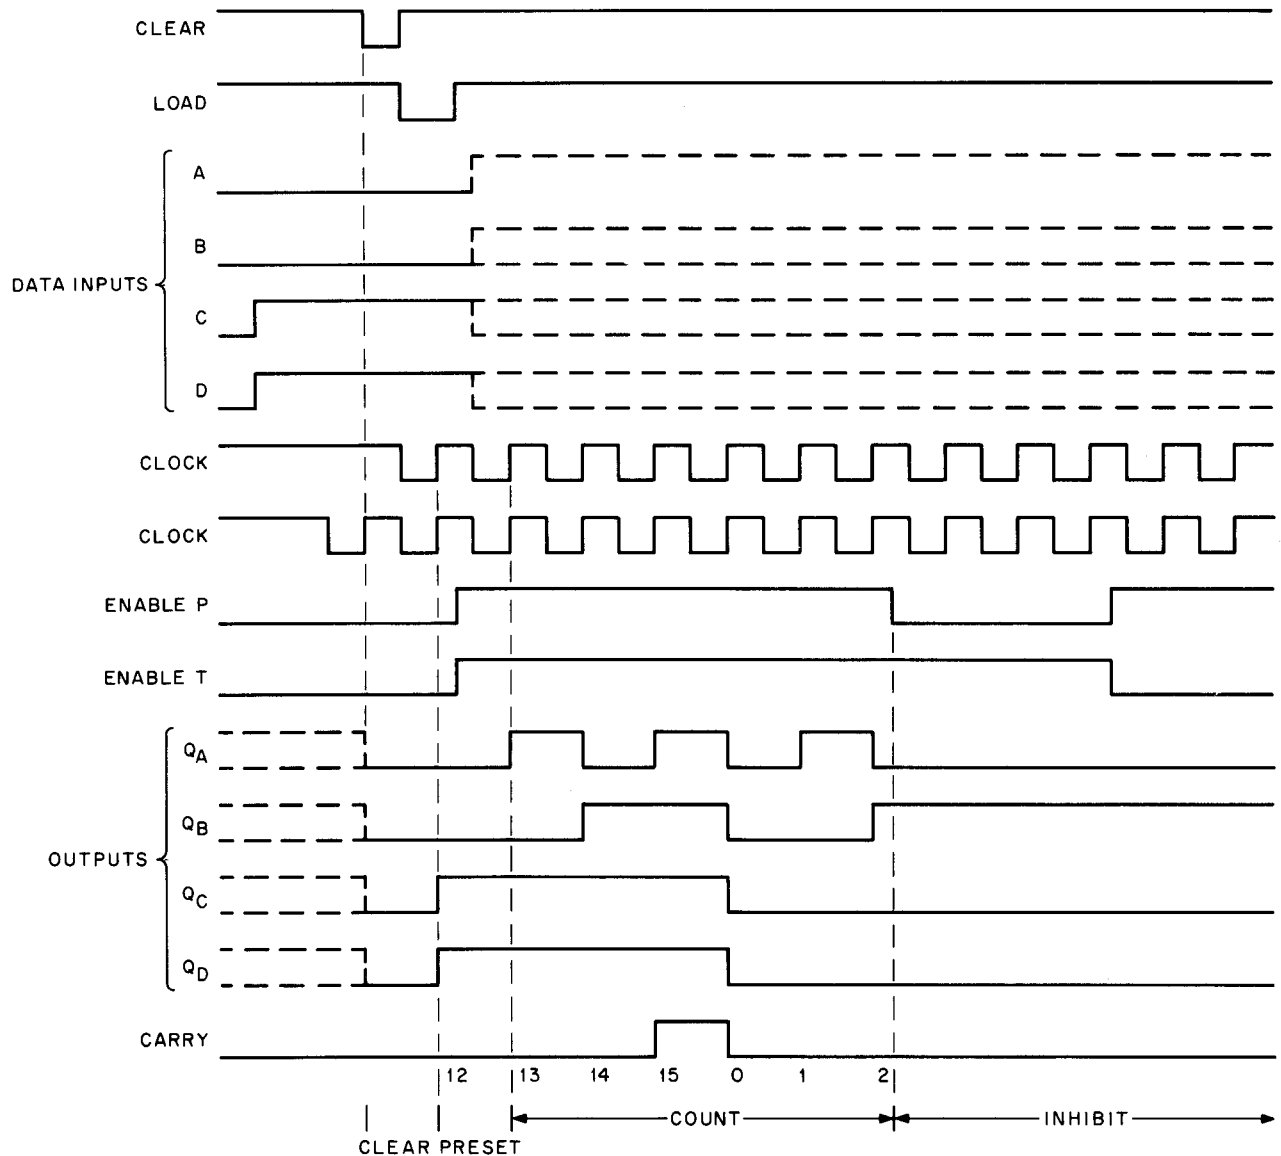 CLEAR
LOAD
DATA INPUTS
A
B
C
D
CLOCK
CLOCK
ENABLE P
ENABLE T
OUTPUTS
QA
QB
QC
QD
CARRY
12 13 14 15 0 1 2
COUNT INHIBIT
CLEAR PRESET